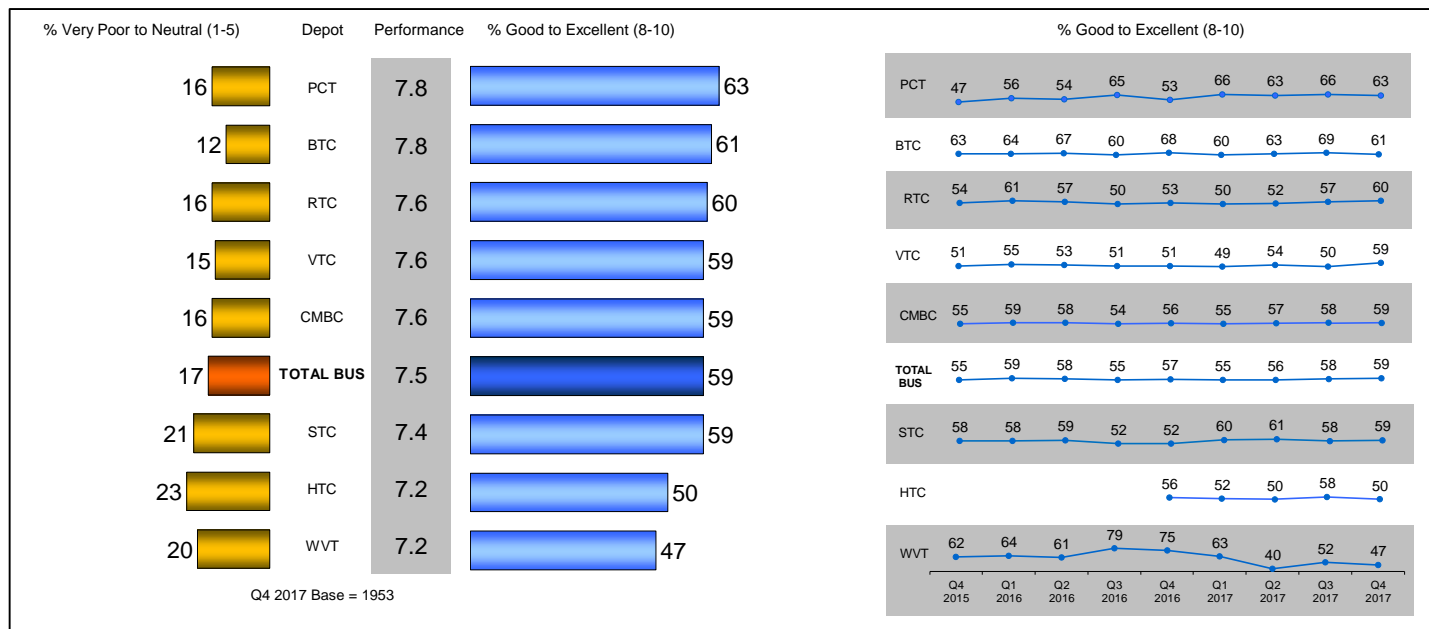 % Very Poor to Neutral (1-5) Depot Performance % Good to Excellent (8-10)
16 PCT 7.8 63
12 BTC 7.8 61
16 RTC 7.6 60
15 VTC 7.6 59
16 CMBC 7.6 59
17 TOTAL BUS 7.5 59
21 STC 7.4 59
23 HTC 7.2 50
20 WVT 7.2 47
Q4 2017 Base = 1953
% Good to Excellent (8-10)
PCT 47 56 54 65 53 66 63 66 63
BTC 63 64 67 60 68 60 63 69 61
RTC 54 61 57 50 53 50 52 57 60
VTC 51 55 53 51 51 49 54 50 59
CMBC 55 59 58 54 56 55 57 58 59
TOTAL 55 59 58 55 57 55 56 58 59
BUS
STC 58 58 59 52 52 60 61 58 59
HTC 56 52 50 58 50
WVT 62 64 61 79 75 63 40 52 47
Q4 Q1 Q2 Q3 Q4 Q1 Q2 Q3 Q4
2015 2016 2016 2016 2016 2017 2017 2017 2017